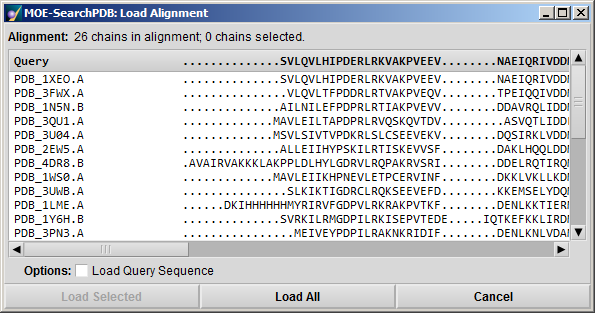 MOE-SearchPDB: Load Alignment
Alignment: 26 chains in alignment; 0 chains selected.
Query ..............SVLQVLHIPDERLRKVAKPVEEV........NAEIQRIVDD
PDB_1XEO.A ..............SVLQVLHIPDERLRKVAKPVEEV........NAEIQRIVDD
PDB_3FWX.A ...............VLQVLTFPDDRLRTVAKPVEQV........TPEIQQIVDD
PDB_1N5N.B ...............AILNILEFPDPRLRTIAKPVEVV........DDAVRQLIDD
PDB_3QU1.A .............MAVLEILTAPDPRLRVQSKQVTDV........ASVQTLIDD
PDB_3U04.A .............MSVLSIVTVPDKRLSLCSEEVEKV........DQSIRKLVDD
PDB_2EW5.A ..............ALLEIIHYPSKILRTISKEVVSF........DAKLHQQLDD
PDB_4DR8.B .AVAIRVAKKKLAKPPLDLHYLGDRVLRQPAKRVSRI........DDELRQTIRQ
PDB_1WS0.A .............MAVLEIIKHPNEVLETPCERVINF........DKKLVKLLKD
PDB_3UWB.A ...............SLKIKTIGDRCLRQKSEEVEFD........KKEMSELYDQ
PDB_1LME.A ......DKIHHHHHHMYRIRVFGDPVLRKRAKPVTKF........DENLKKTIER
PDB_1Y6H.B ..............SVRKILRMGDPILRKISEPVTEDE.....IQTKEFKKLIRD
PDB_3PN3.A ................MEIVEYPDPILRAKNKRIDIF........DENLKNLVDA
Options: Load Query Sequence
Load Selected Load All Cancel